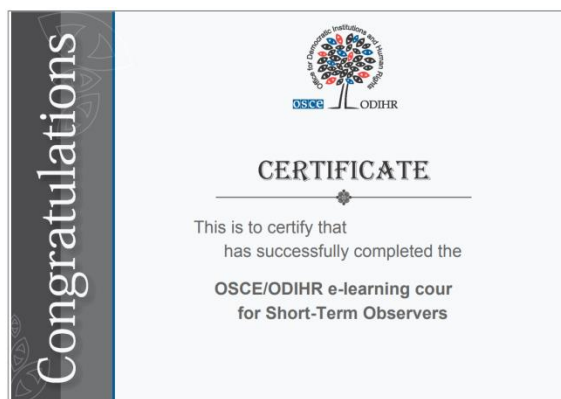 Congratulations
Office for Democratic Institutions and Human Rights
OSCE ODIHR
CERTIFICATE
This is to certify that
has successfully completed the
OSCE/ODIHR e-learning cour
for Short-Term Observers